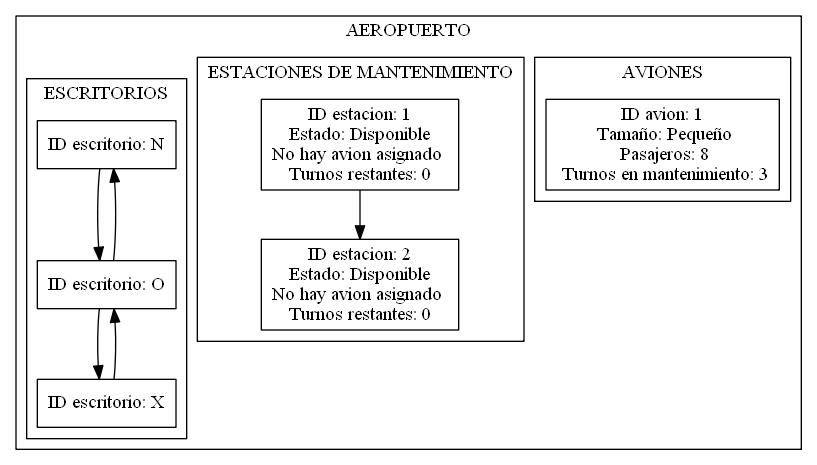 AEROPUERTO
ESCRITORIOS
ID escritorio: N
ID escritorio: O
ID escritorio: X
ESTACIONES DE MANTENIMIENTO
ID estacion: 1
Estado: Disponible
No hay avion asignado
Turnos restantes: 0
ID estacion: 2
Estado: Disponible
No hay avion asignado
Turnos restantes: 0
AVIONES
ID avion: 1
Tamaño: Pequeño
Pasajeros: 8
Turnos en mantenimiento: 3